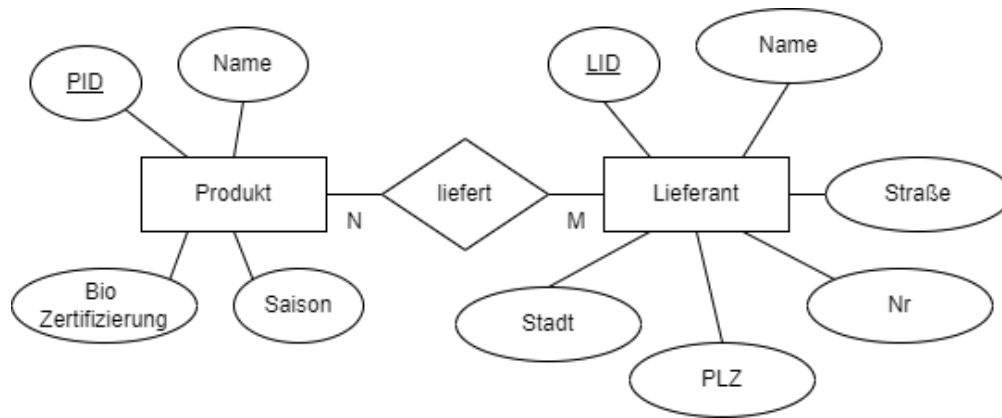 PID
Name
LID
Name
Produkt
liefert
Lieferant
Straße
N
M
Bio
Zertifizierung
Saison
Stadt
PLZ
Nr